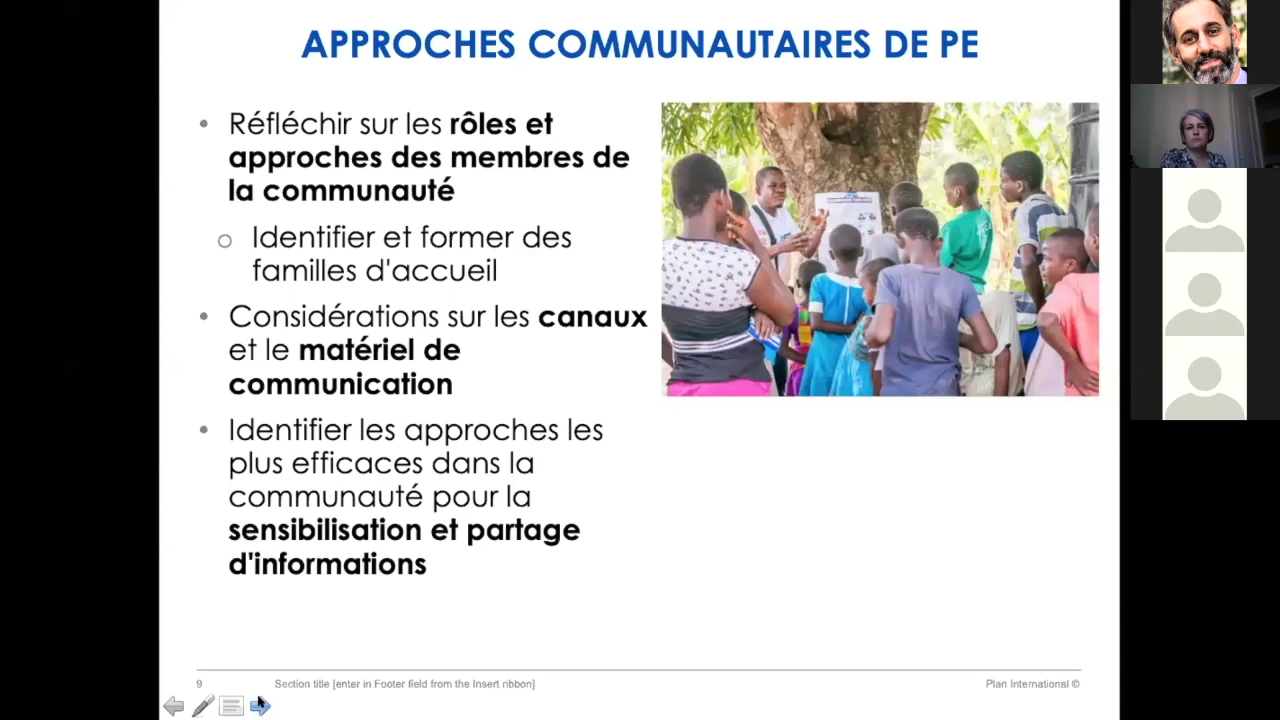 APPROCHES COMMUNAUTAIRES DE PE
• Réfléchir sur les rôles et
approches des membres de
la communauté
o Identifier et former des
familles d'accueil
• Considérations sur les canaux
et le matériel de
communication
• Identifier les approches les
plus efficaces dans la
communauté pour la
sensibilisation et partage
d'informations
9
Section title [enter in Footer field from the Insert ribbon]
Plan International ©